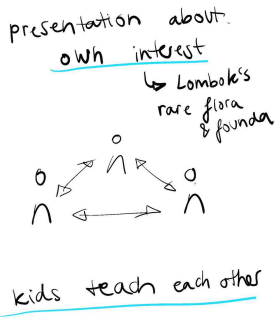 presentation about.
own interest
↳ Lombok's
rare flora
& founda
kids teach each other